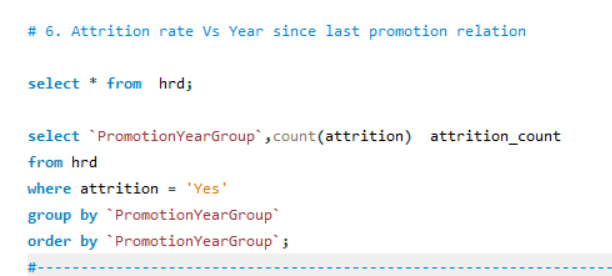 # 6. Attrition rate Vs Year since last promotion relation
select * from  hrd;
select `PromotionYearGroup`,count(attrition)  attrition_count
from hrd
where attrition = 'Yes'
group by `PromotionYearGroup`
order by `PromotionYearGroup`;
#------------------------------------------------------------------